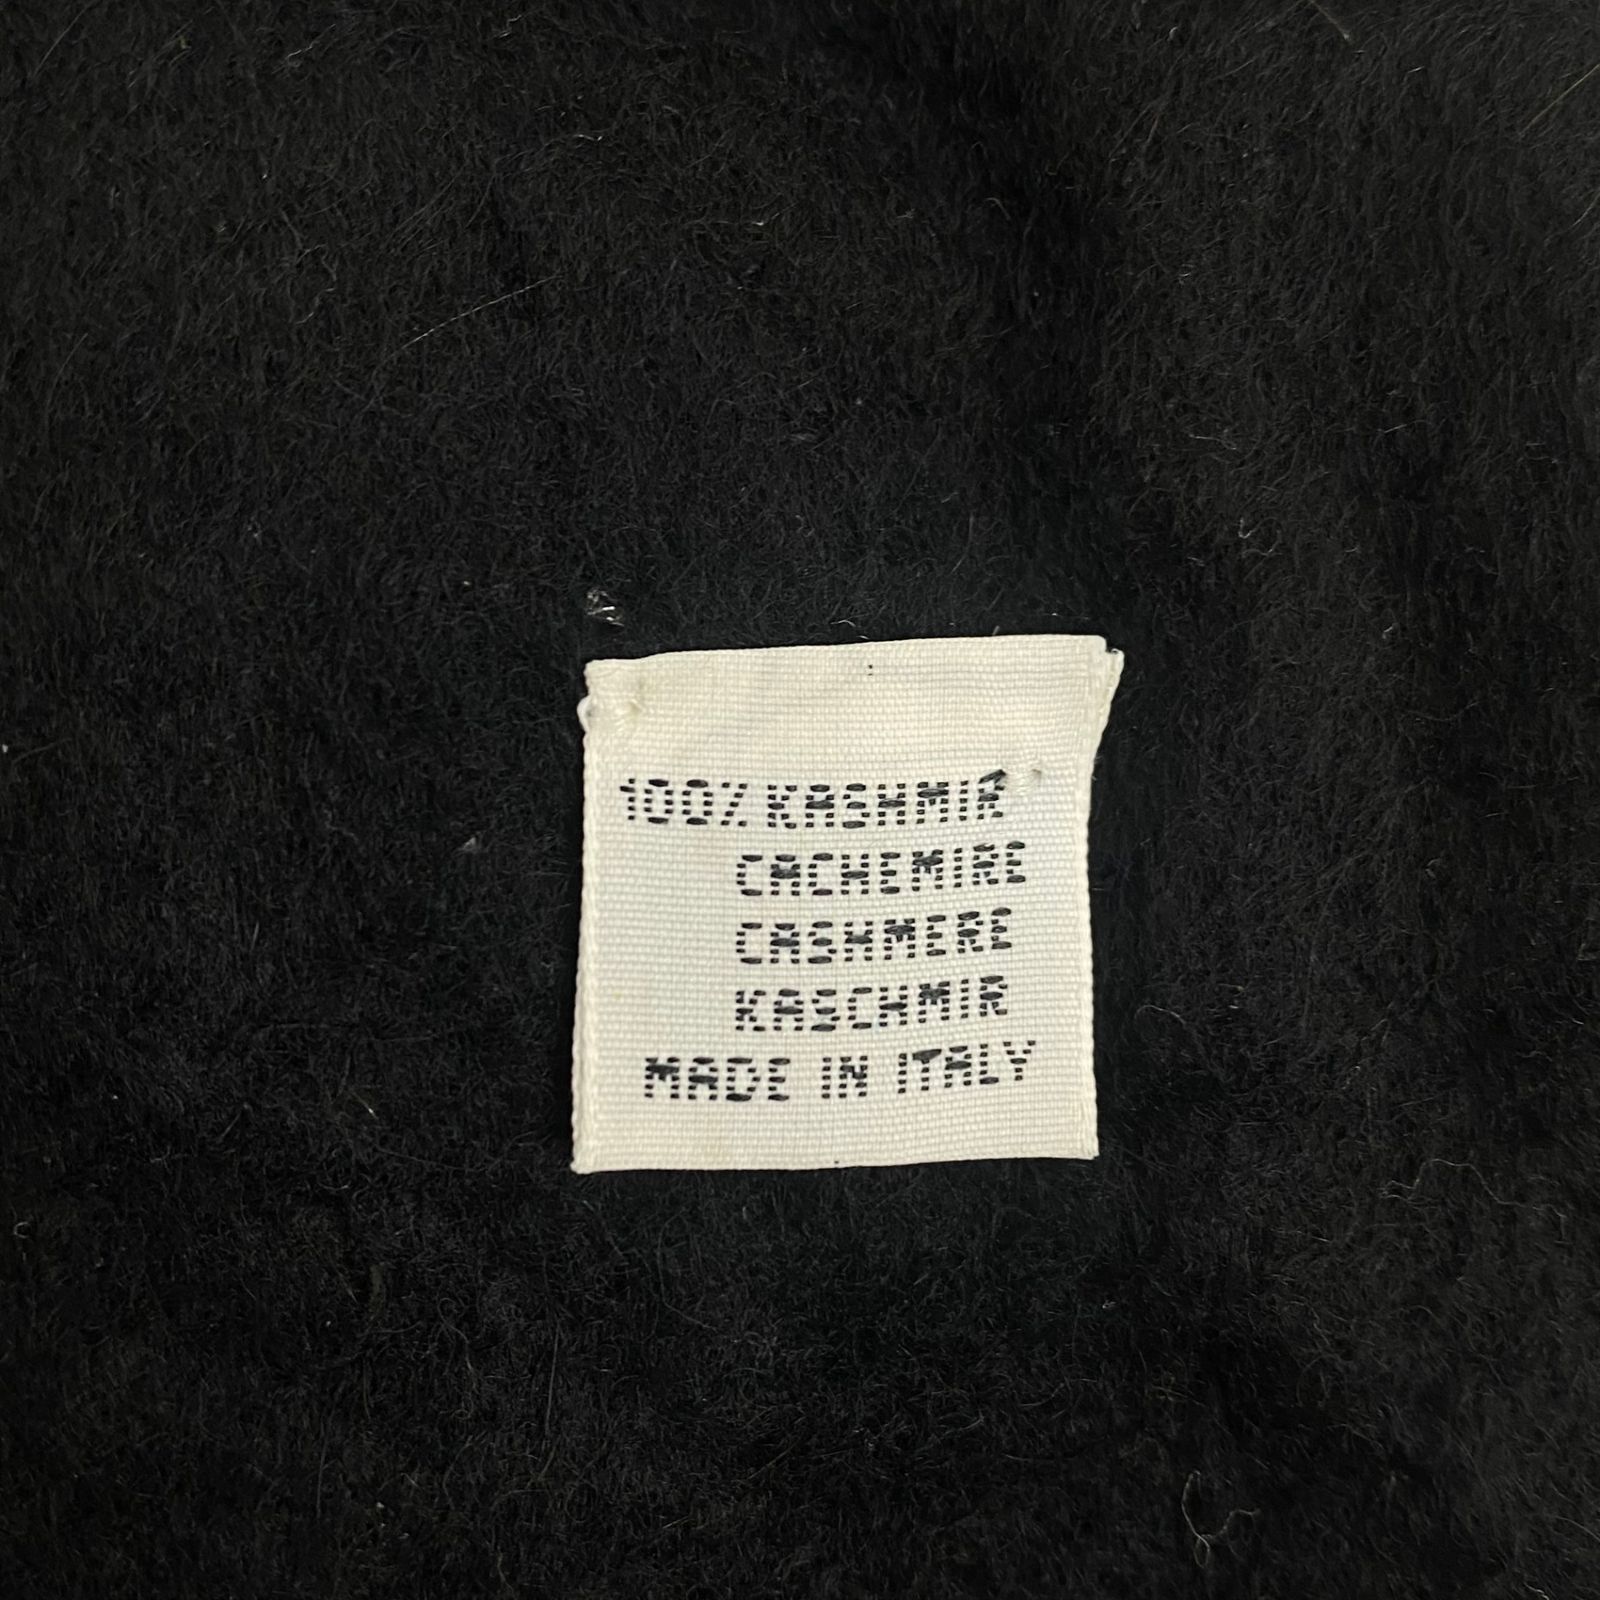 100% KASHMIR
CACHEMIRE
CASHMERE
KASCHMIR
MADE IN ITALY